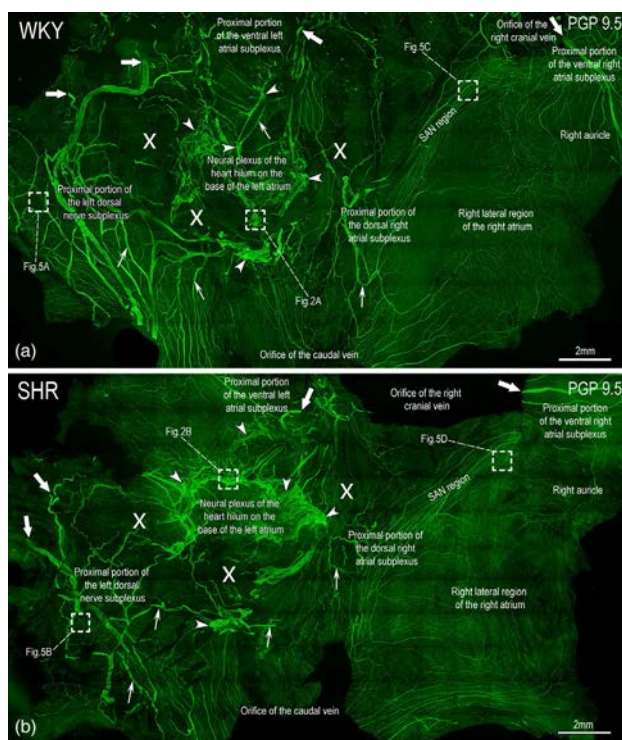 WKY
Proximal portion
of the ventral left
atrial subplexus
Orifice of the
right cranial vein
PGP 9.5
Fig.5C
Proximal portion
of the ventral right
atrial subplexus
SAN region
Right auricle
X
X
Neural plexus of the
heart hilum on the
base of the left atrium
Proximal portion
of the left dorsal
nerve subplexus
X
Proximal portion
of the dorsal right
atrial subplexus
Right lateral region
of the right atrium
Fig.5A
Fig.2A
(a)
Orifice of the caudal vein
2mm
SHR
Proximal portion
of the ventral left
atrial subplexus
Orifice of the right
cranial vein
PGP 9.5
Proximal portion
of the ventral right
atrial subplexus
Fig.2B
Fig.5D
SAN region
Right auricle
X
X
Neural plexus of the
heart hilum on the
base of the left atrium
Proximal portion
of the dorsal right
atrial subplexus
Proximal portion of
the left dorsal
nerve subplexus
X
Right lateral region
of the right atrium
Fig.5B
(b)
Orifice of the caudal vein
2mm